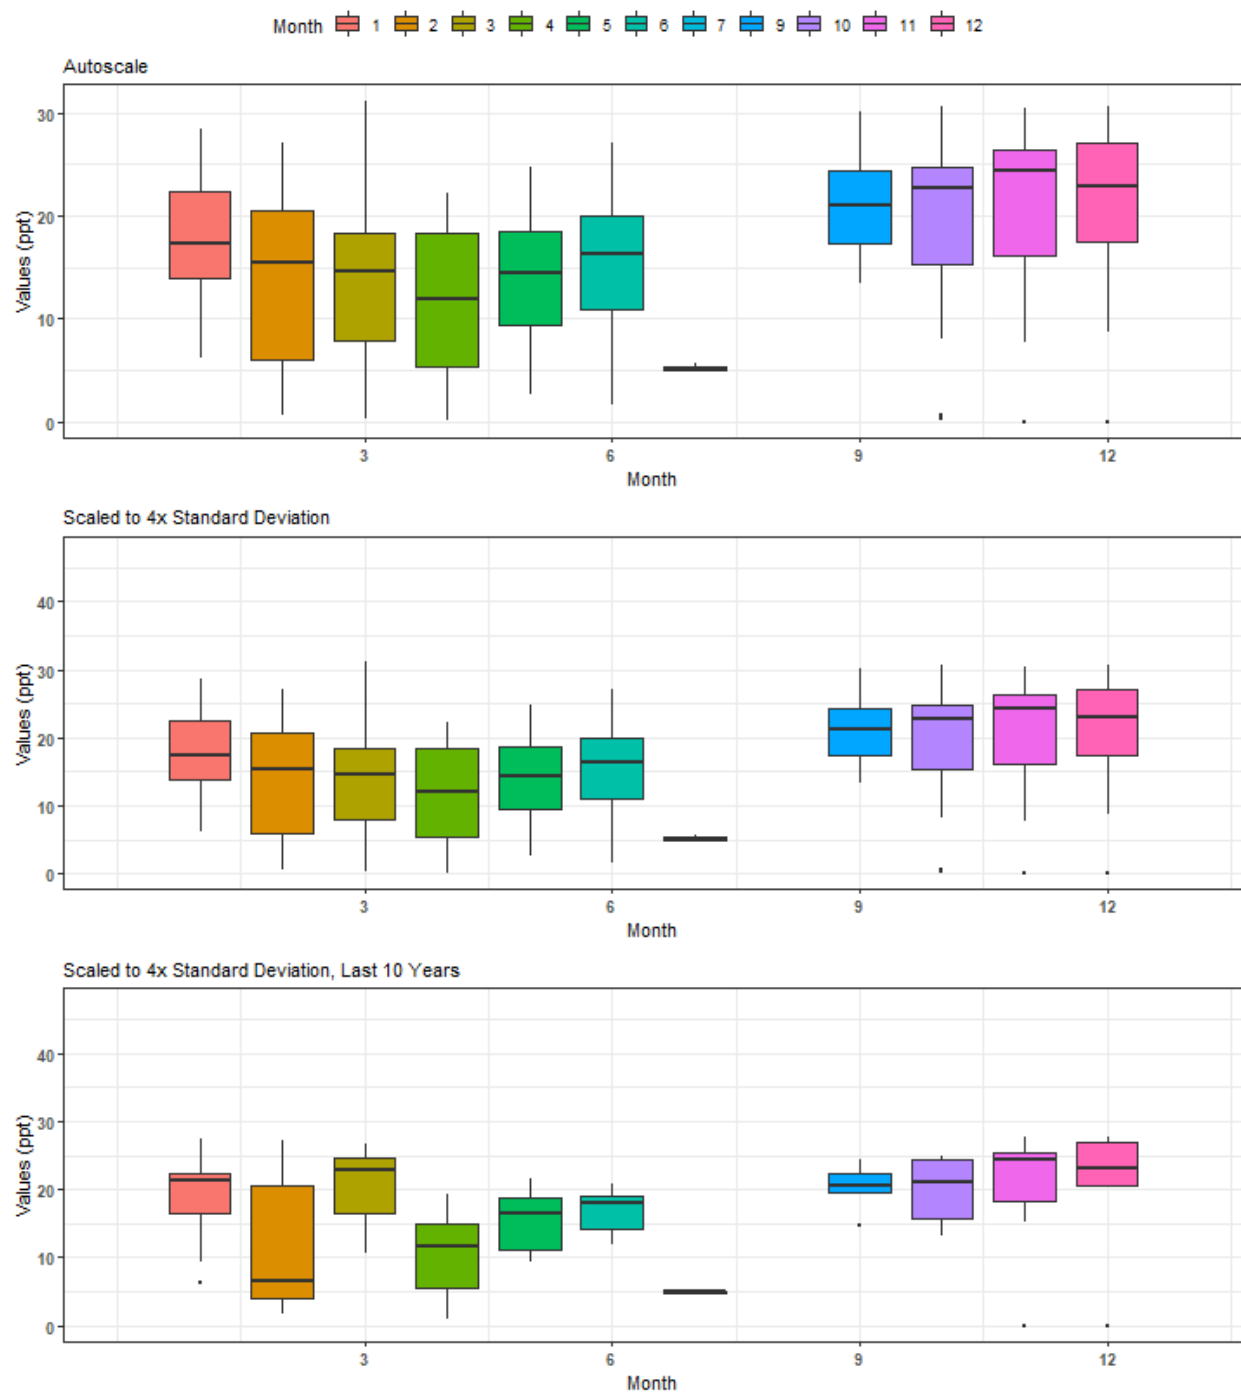 Month 1 2 3 4 5 6 7 9 10 11 12
Autoscale
30
20
10
0
Values (ppt)
3 6 9 12
Month
Scaled to 4x Standard Deviation
40
30
20
10
0
Values (ppt)
3 6 9 12
Month
Scaled to 4x Standard Deviation, Last 10 Years
40
30
20
10
0
Values (ppt)
3 6 9 12
Month